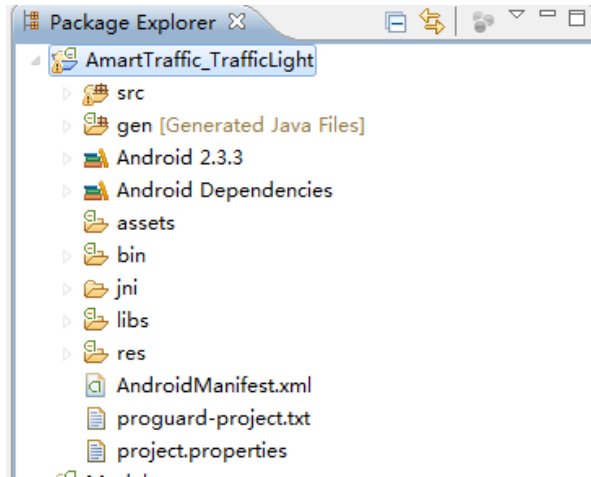 Package Explorer
AmartTraffic_TrafficLight
src
gen [Generated Java Files]
Android 2.3.3
Android Dependencies
assets
bin
jni
libs
res
AndroidManifest.xml
proguard-project.txt
project.properties